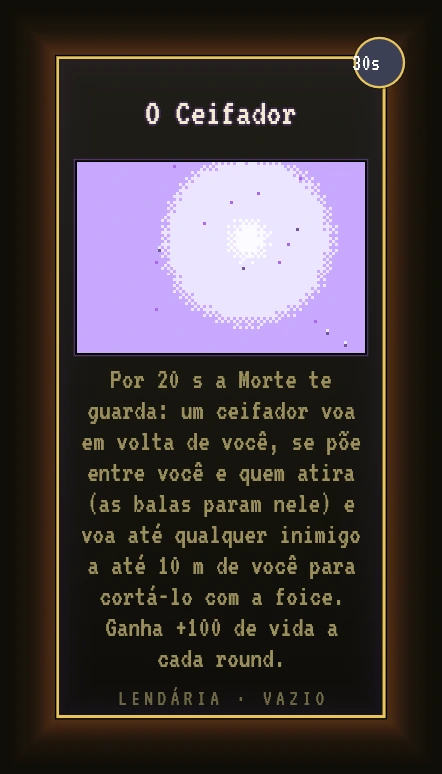 80s
O Ceifador
Por 20 s a Morte te
guarda: um ceifador voa
em volta de você, se põe
entre você e quem atira
(as balas param nele) e
voa até qualquer inimigo
a até 10 m de você para
cortá-lo com a foice.
Ganha +100 de vida a
cada round.
LENDÁRIA · VAZIO